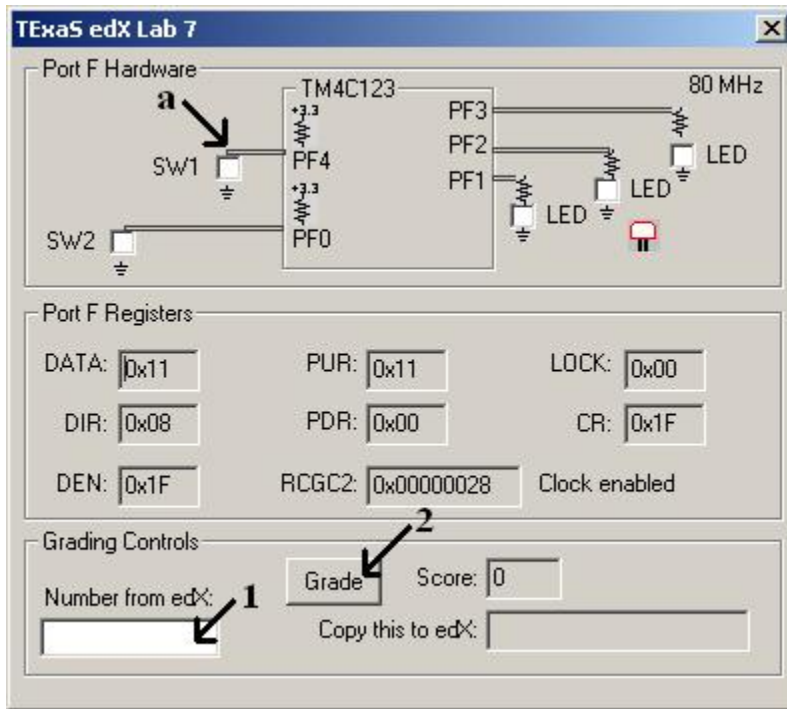 TExaS edX Lab 7
Port F Hardware
TM4C123
80 MHz
a
+3.3
PF3
SW1
PF4
PF2
LED
+3.3
PF1
LED
SW2
PF0
LED
Port F Registers
DATA: 0x11
PUR: 0x11
LOCK: 0x00
DIR: 0x08
PDR: 0x00
CR: 0x1F
DEN: 0x1F
RCGC2: 0x00000028
Clock enabled
2
Grading Controls
Grade
Score: 0
Number from edX:
1
Copy this to edX: